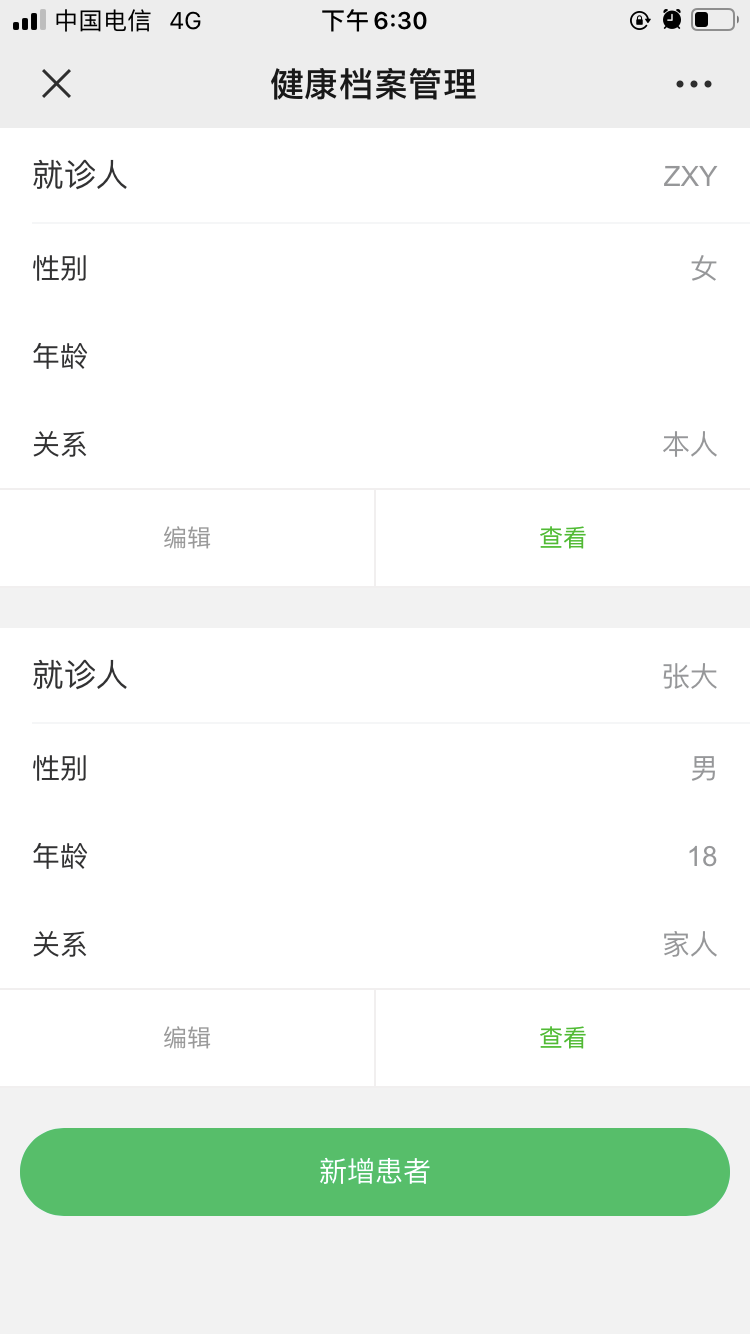 中国电信 4G 下午6:30
健康档案管理
就诊人 ZXY
性别 女
年龄
关系 本人
编辑 查看
就诊人 张大
性别 男
年龄 18
关系 家人
编辑 查看
新增患者